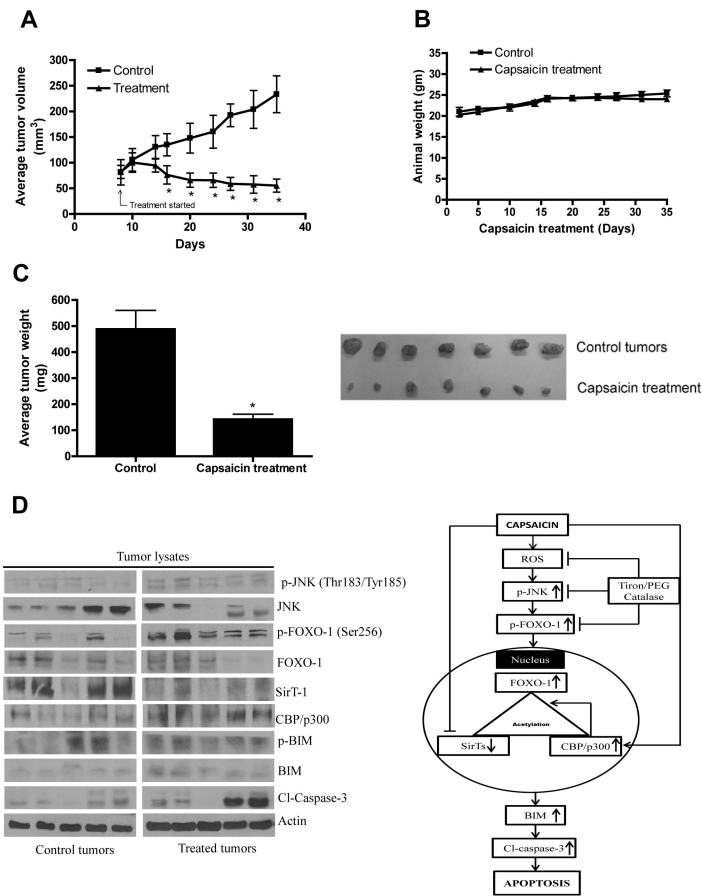 A
Control
Treatment
Average tumor volume
(mm3)
300
250
200
150
100
50
0
Treatment started
* * * * * *
0 10 20 30 40
Days
B
Control
Capsaicin treatment
Animal weight (gm)
35
30
25
20
15
10
5
0
0 5 10 15 20 25 30 35
Capsaicin treatment (Days)
C
Average tumor weight
(mg)
600
500
400
300
200
100
0
*
Control Capsaicin treatment
Control tumors
Capsaicin treatment
D
Tumor lysates
p-JNK (Thr183/Tyr185)
JNK
p-FOXO-1 (Ser256)
FOXO-1
SirT-1
CBP/p300
p-BIM
BIM
Cl-Caspase-3
Actin
Control tumors Treated tumors
CAPSAICIN
ROS
p-JNK
Tiron/PEG
Catalase
p-FOXO-1
Nucleus
FOXO-1
Acetylation
SirTs CBP/p300
BIM
Cl-caspase-3
APOPTOSIS